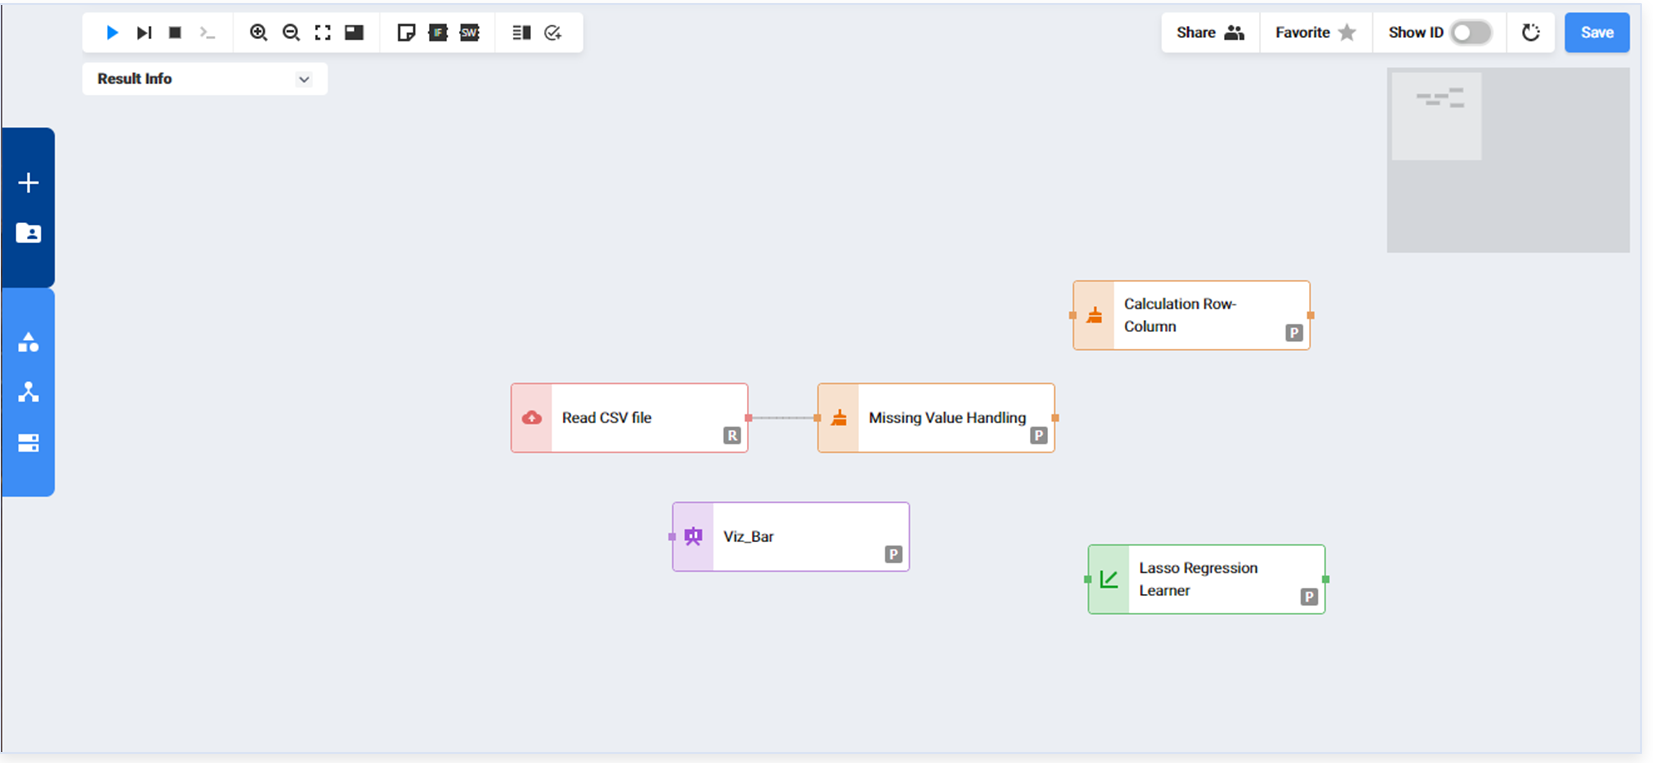 IF
SW
Share
Favorite
Show ID
Save
Result Info
Calculation Row-
Column
P
Read CSV file
R
Missing Value Handling
P
Viz_Bar
P
Lasso Regression
Learner
P